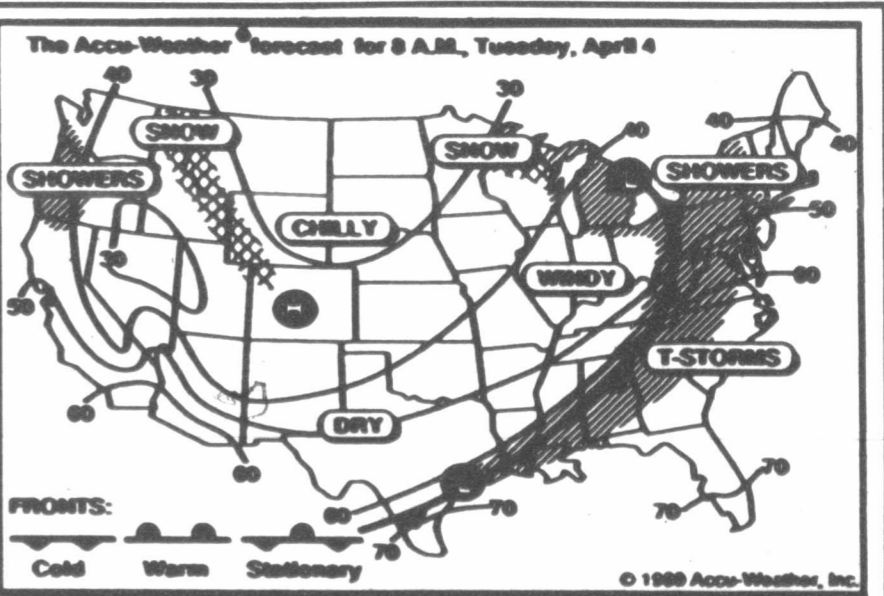 The Accu-Weather® forecast for 8 A.M., Tuesday, April 4
40
30
30
SNOW
SNOW
40
40
40
SHOWERS
SHOWERS
CHILLY
50
30
WINDY
60
50
T-STORMS
60
DRY
60
60
70
70
70
70
FRONTS:
Cold Warm Stationary
© 1989 Accu-Weather, Inc.